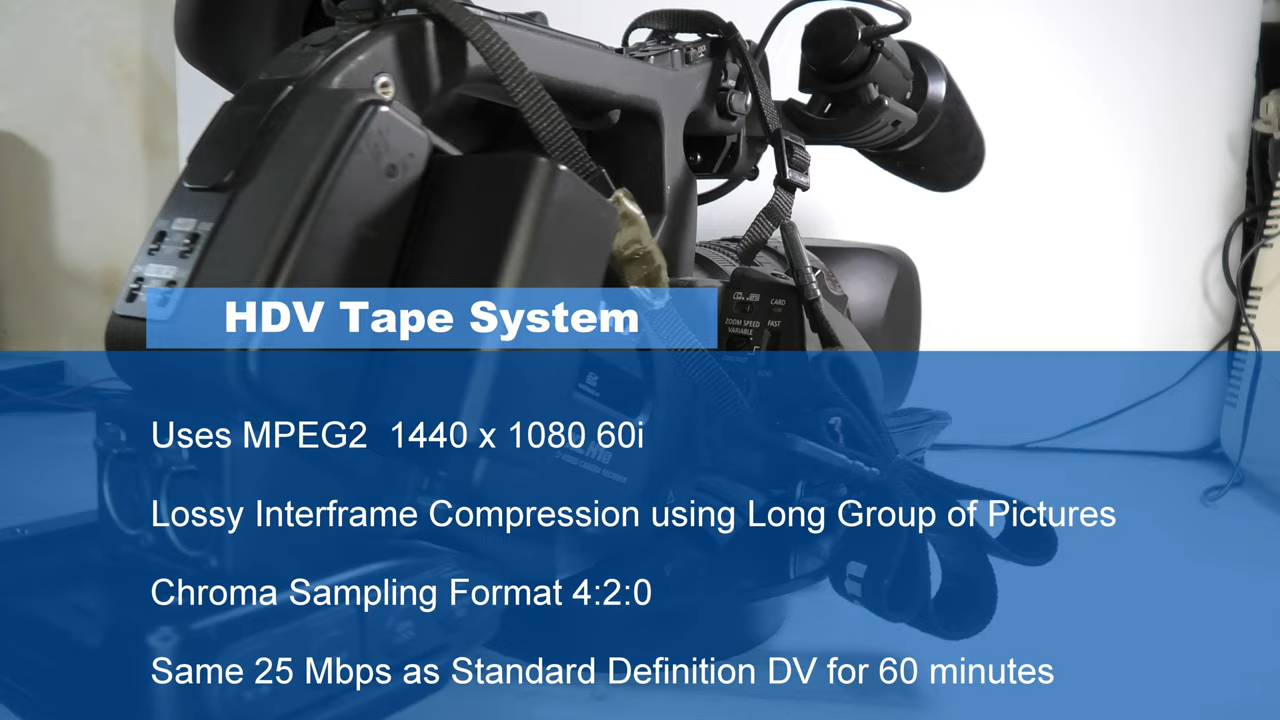 CARD
ZOOM SPEED
VARIABLE
FAST
HDV Tape System
Uses MPEG2 1440 x 1080 60i
Lossy Interframe Compression using Long Group of Pictures
Chroma Sampling Format 4:2:0
Same 25 Mbps as Standard Definition DV for 60 minutes